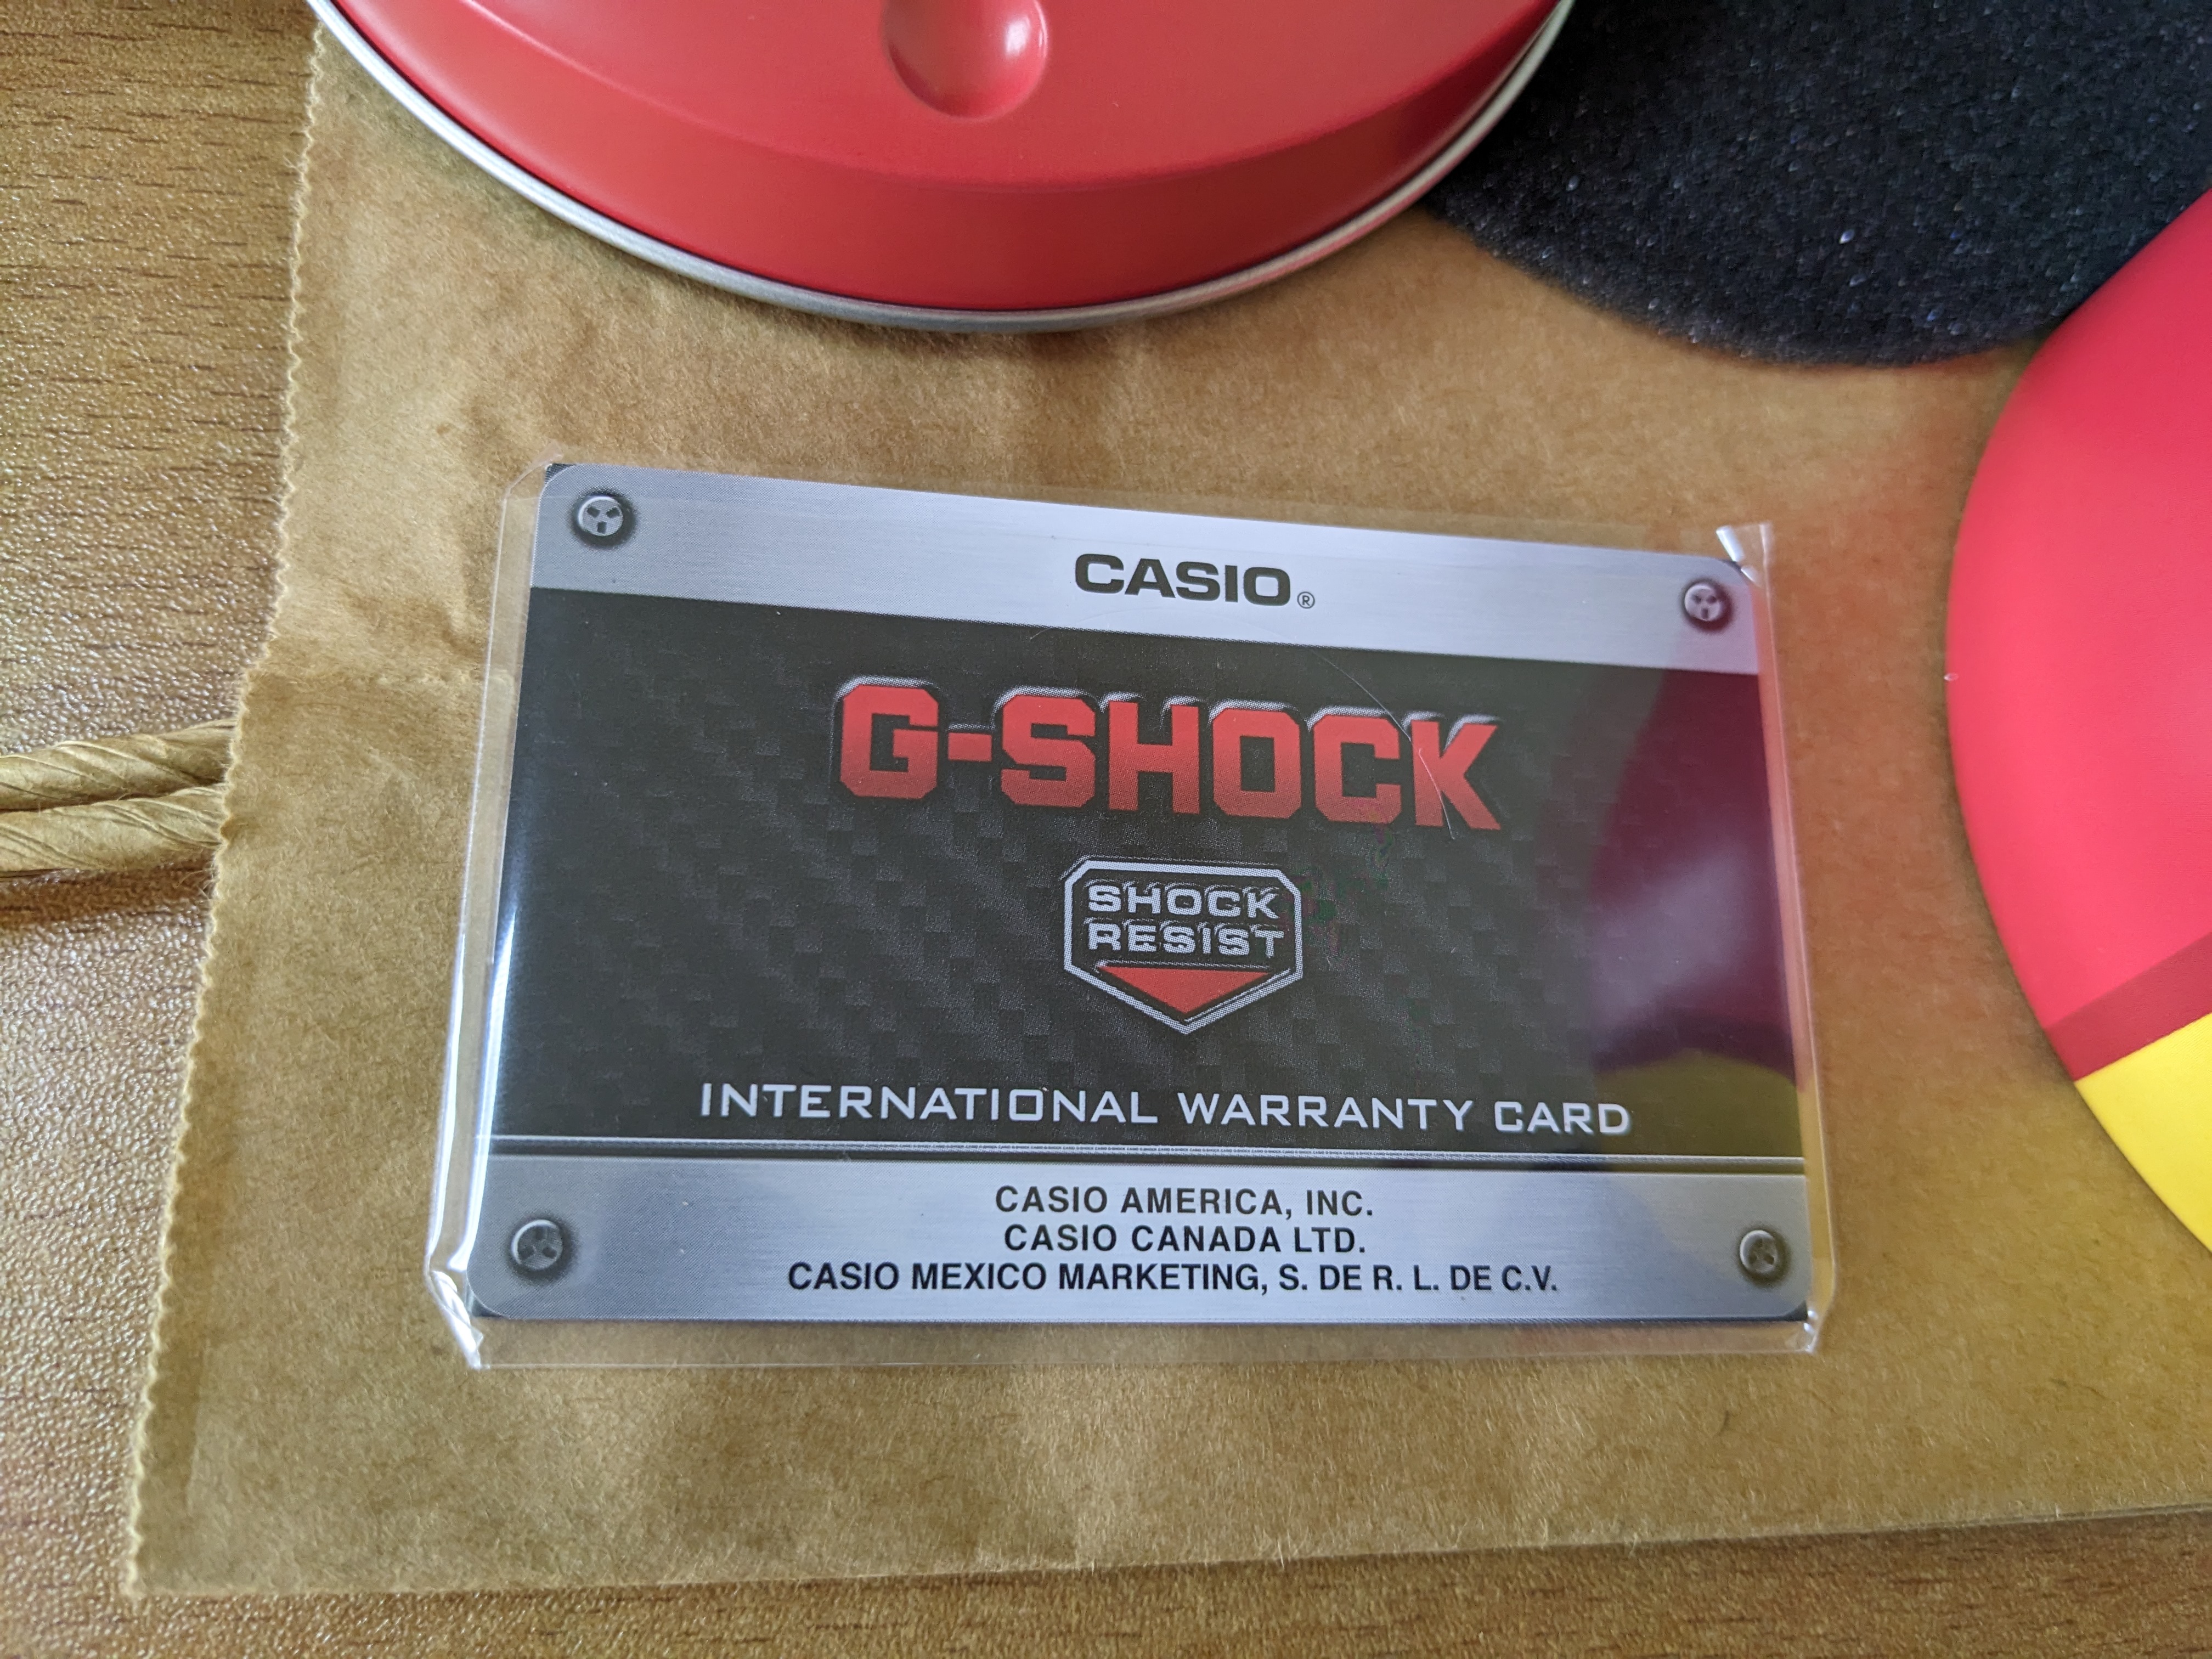 CASIO®
G-SHOCK
SHOCK
RESIST
INTERNATIONAL WARRANTY CARD
CASIO AMERICA, INC.
CASIO CANADA LTD.
CASIO MEXICO MARKETING, S. DE R. L. DE C.V.